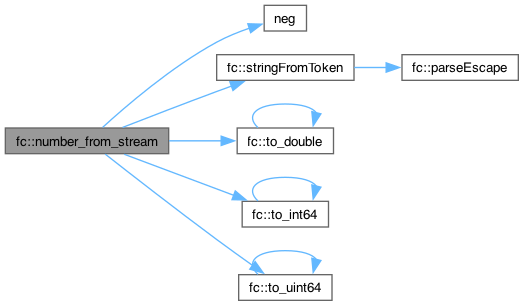 neg
fc::stringFromToken
fc::parseEscape
fc::number_from_stream
fc::to_double
fc::to_int64
fc::to_uint64